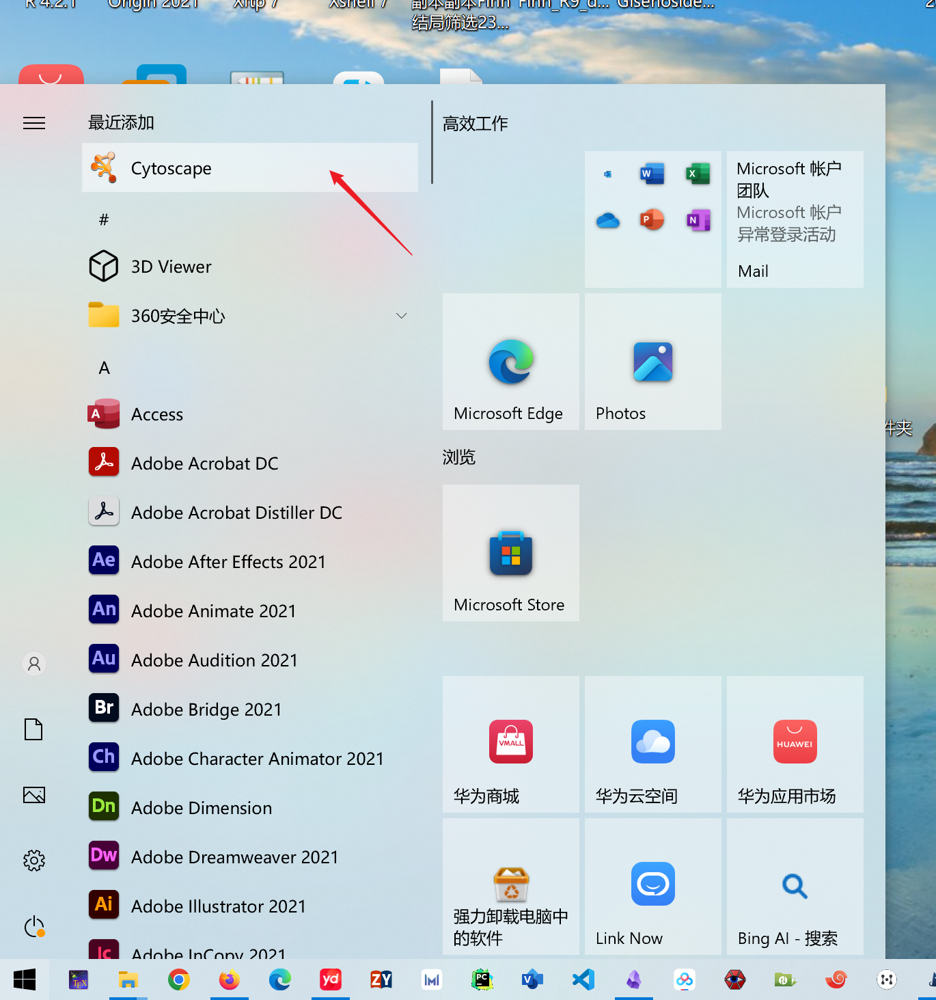 R 4.2.1
Origin 2021
Xftp 7
Xshell 7
副本副本Finn
结局筛选23...
Finn_R9_d...
Gisenoside...
最近添加
Cytoscape
#
3D Viewer
360安全中心
A
Access
Adobe Acrobat DC
Adobe Acrobat Distiller DC
Adobe After Effects 2021
Adobe Animate 2021
Adobe Audition 2021
Adobe Bridge 2021
Adobe Character Animator 2021
Adobe Dimension
Adobe Dreamweaver 2021
Adobe Illustrator 2021
Adobe InCopy 2021
高效工作
Microsoft 帐户
团队
Microsoft 帐户
异常登录活动
Mail
Microsoft Edge
Photos
浏览
Microsoft Store
VMALL
华为商城
华为云空间
HUAWEI
华为应用市场
强力卸载电脑中
的软件
Link Now
Bing AI - 搜索
件夹
A
Ae
An
Au
Br
Ch
Dn
Dw
Ai
Ic
W
X
P
N
TEX
yd
ZY
PC
V